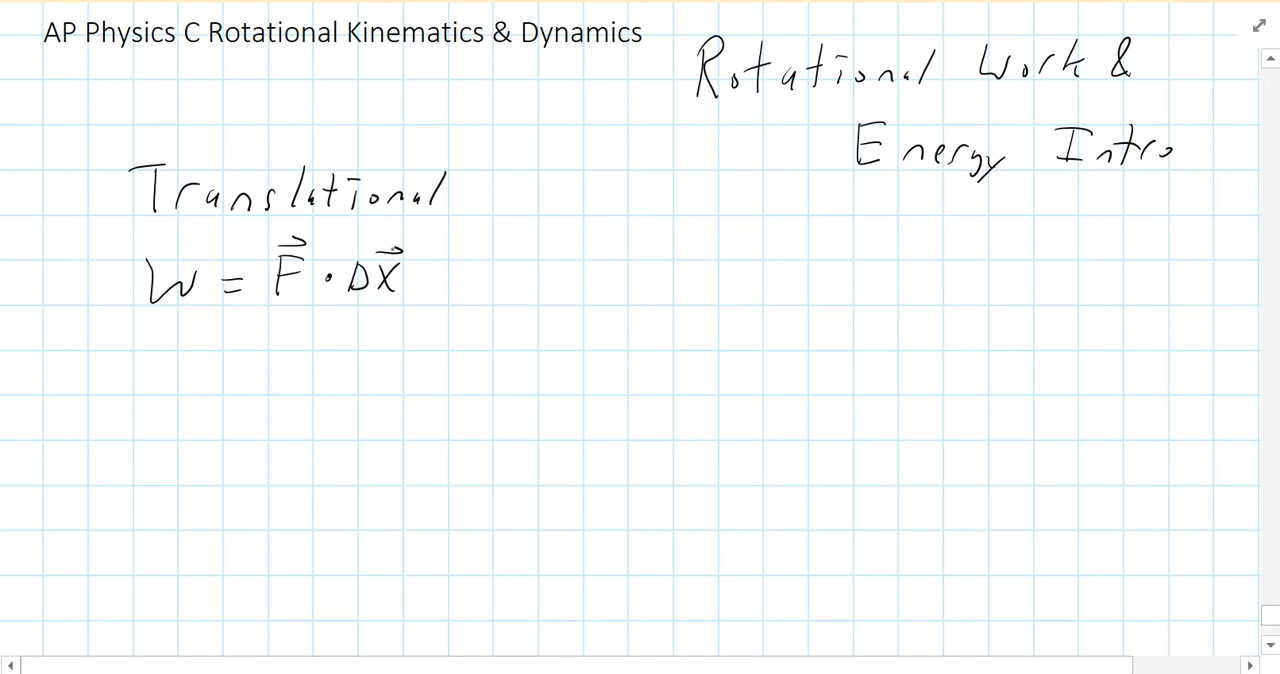 AP Physics C Rotational Kinematics & Dynamics
Rotational Work &
Energy Intro
Translational
W = F⃗ · Δx⃗